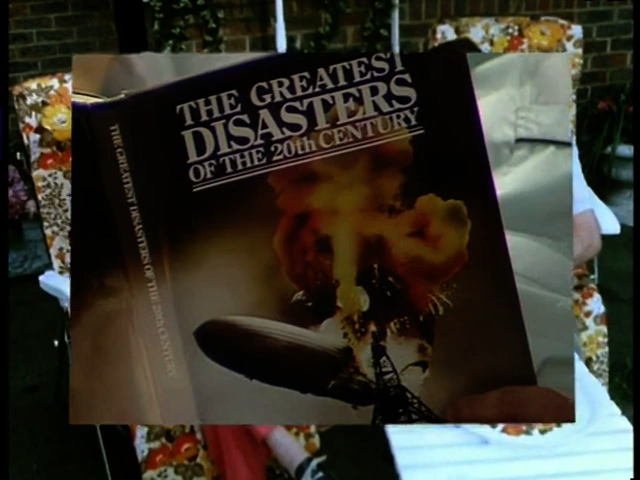 THE GREATEST
DISASTERS
OF THE 20th CENTURY
THE GREATEST DISASTERS OF THE 20th CENTURY